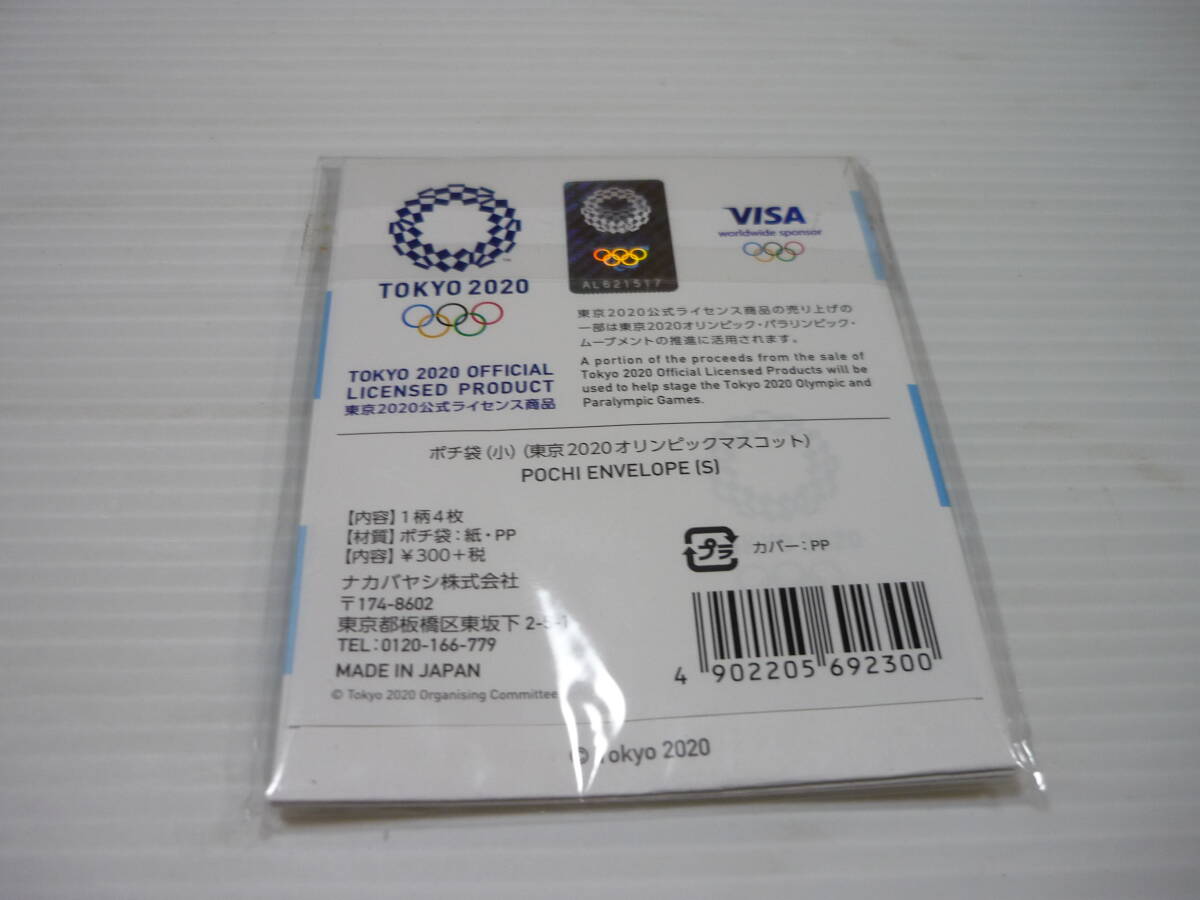 TOKYO 2020
TOKYO 2020 OFFICIAL
LICENSED PRODUCT
東京2020公式ライセンス商品
AL621517
VISA
worldwide sponsor
東京2020公式ライセンス商品の売り上げの
一部は東京2020オリンピック・パラリンピック・
ムーブメントの推進に活用されます。
A portion of the proceeds from the sale of
Tokyo 2020 Official Licensed Products will be
used to help stage the Tokyo 2020 Olympic and
Paralympic Games.
ポチ袋(小)(東京2020オリンピックマスコット)
POCHI ENVELOPE (S)
【内容】1柄4枚
【材質】ポチ袋:紙・PP
【内容】¥300+税
ナカバヤシ株式会社
〒174-8602
東京都板橋区東坂下2-5-1
TEL:0120-166-779
MADE IN JAPAN
© Tokyo 2020 Organising Committee
プラ
カバー:PP
4 902205 692300
© Tokyo 2020